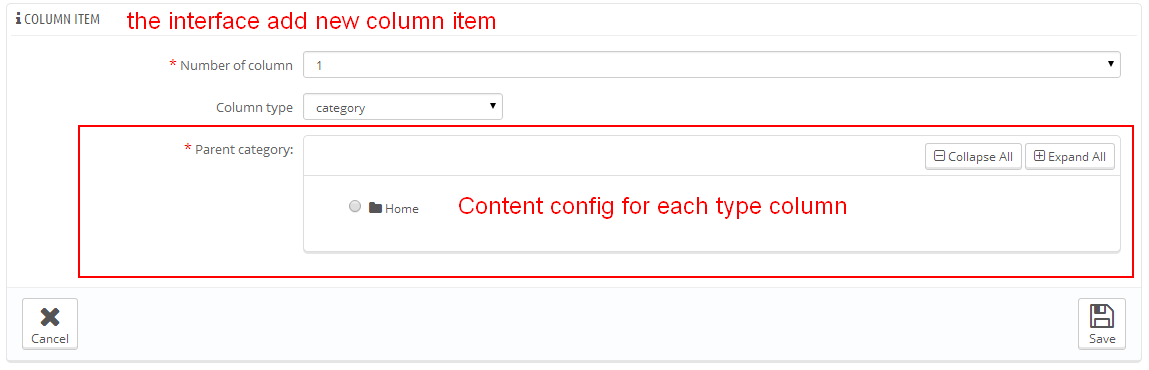 COLUMN ITEM the interface add new column item
* Number of column 1
Column type category
* Parent category:
Collapse All Expand All
Home Content config for each type column
Cancel Save